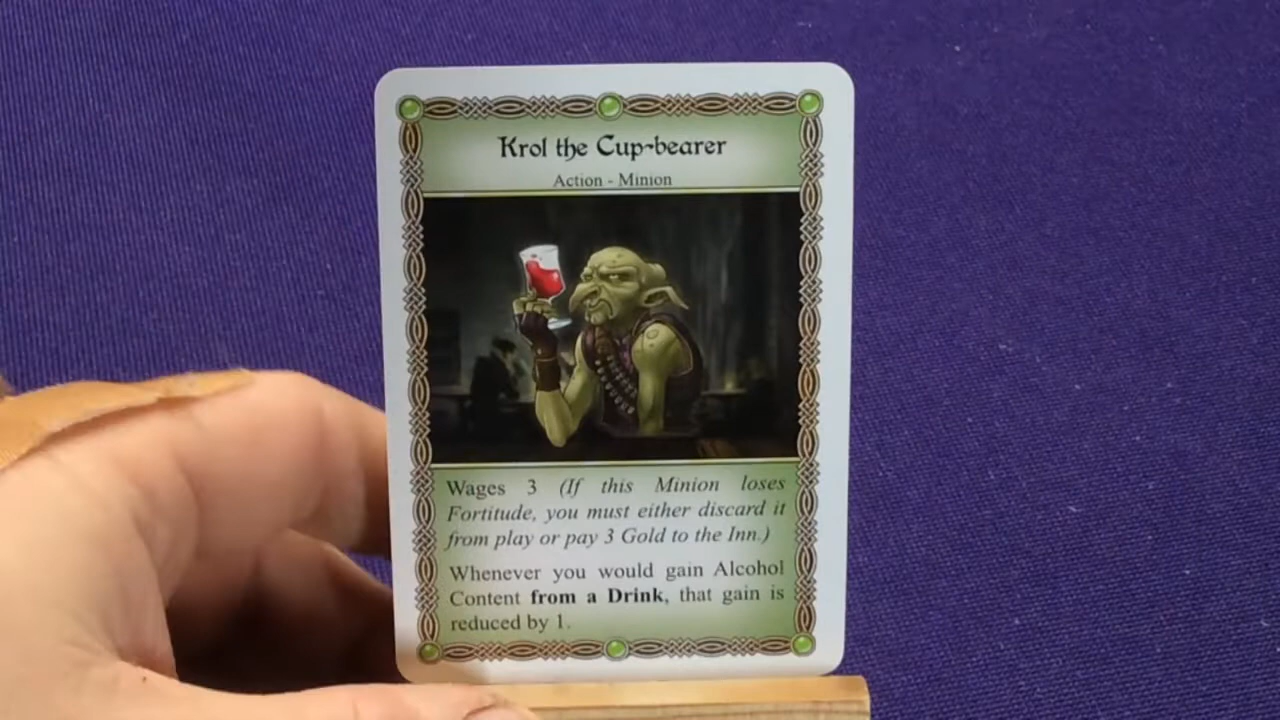 Krol the Cup-bearer
Action - Minion
Wages 3 (If this Minion loses
Fortitude, you must either discard it
from play or pay 3 Gold to the Inn.)
Whenever you would gain Alcohol
Content from a Drink, that gain is
reduced by 1.